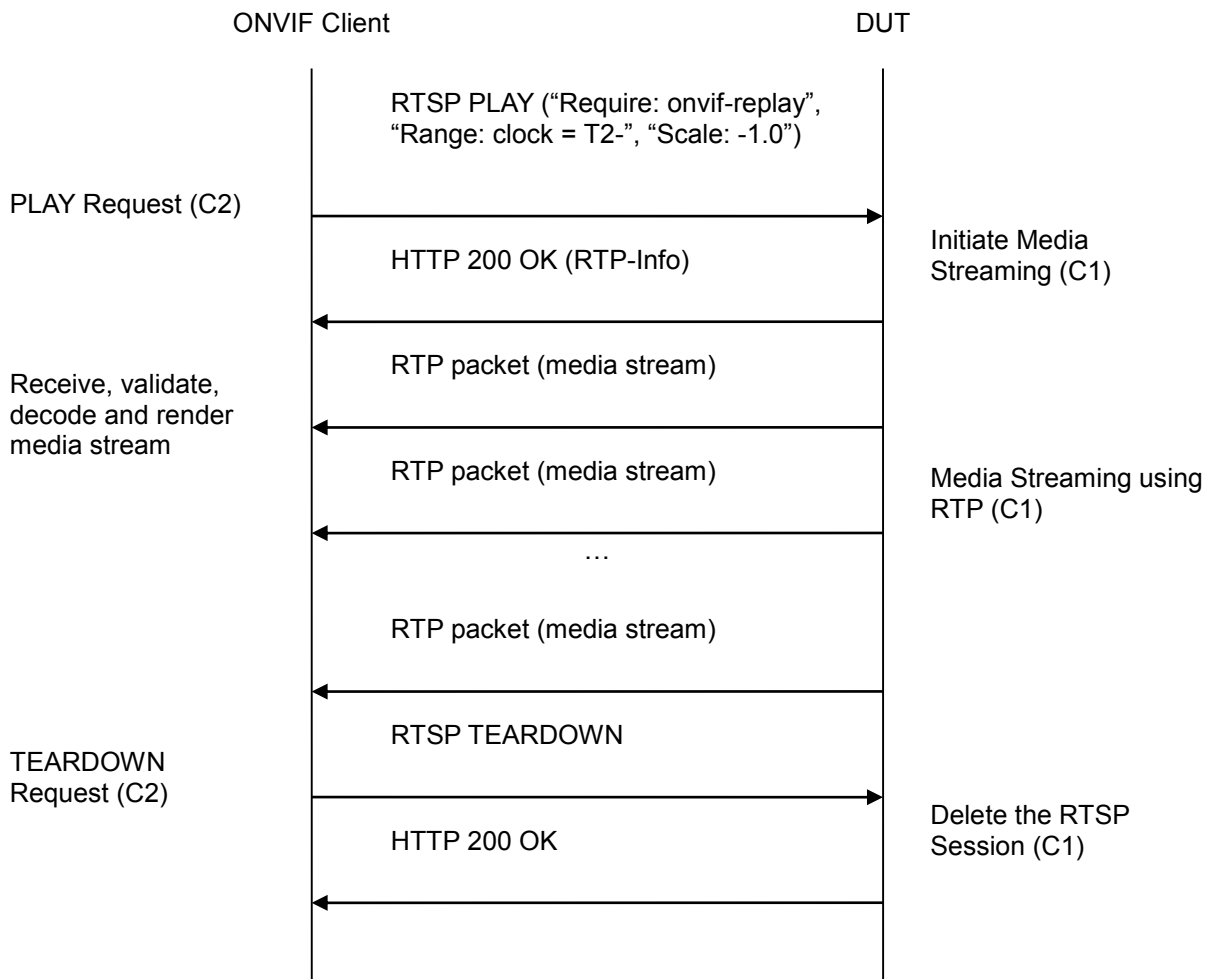 ONVIF Client
DUT
RTSP PLAY (“Require: onvif-replay”,
“Range: clock = T2-”, “Scale: -1.0”)
PLAY Request (C2)
HTTP 200 OK (RTP-Info)
Initiate Media
Streaming (C1)
RTP packet (media stream)
Receive, validate,
decode and render
media stream
RTP packet (media stream)
Media Streaming using
RTP (C1)
…
RTP packet (media stream)
RTSP TEARDOWN
TEARDOWN
Request (C2)
HTTP 200 OK
Delete the RTSP
Session (C1)